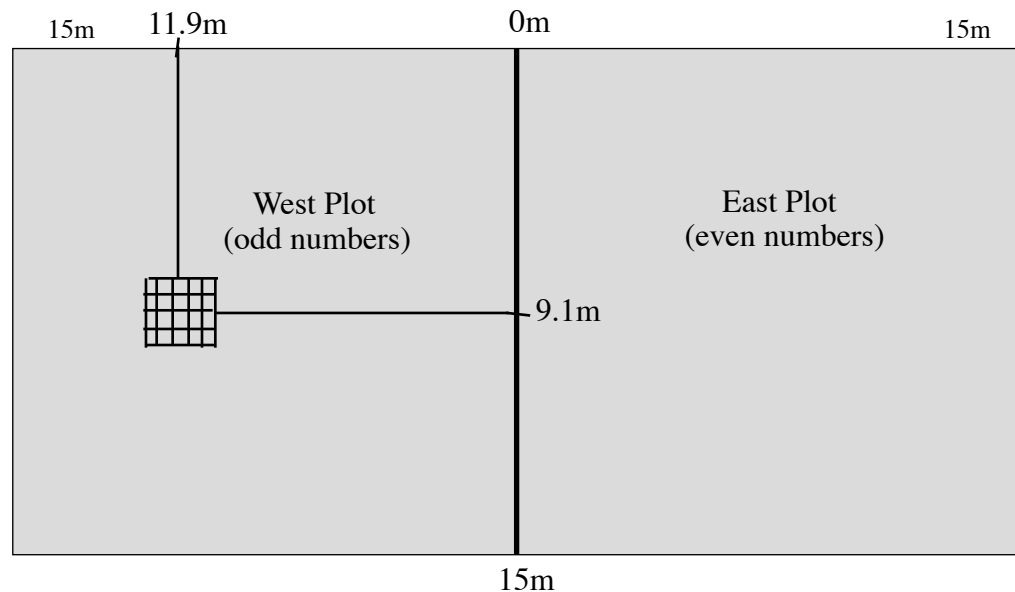 15m
11.9m
0m
15m
West Plot
(odd numbers)
East Plot
(even numbers)
9.1m
15m